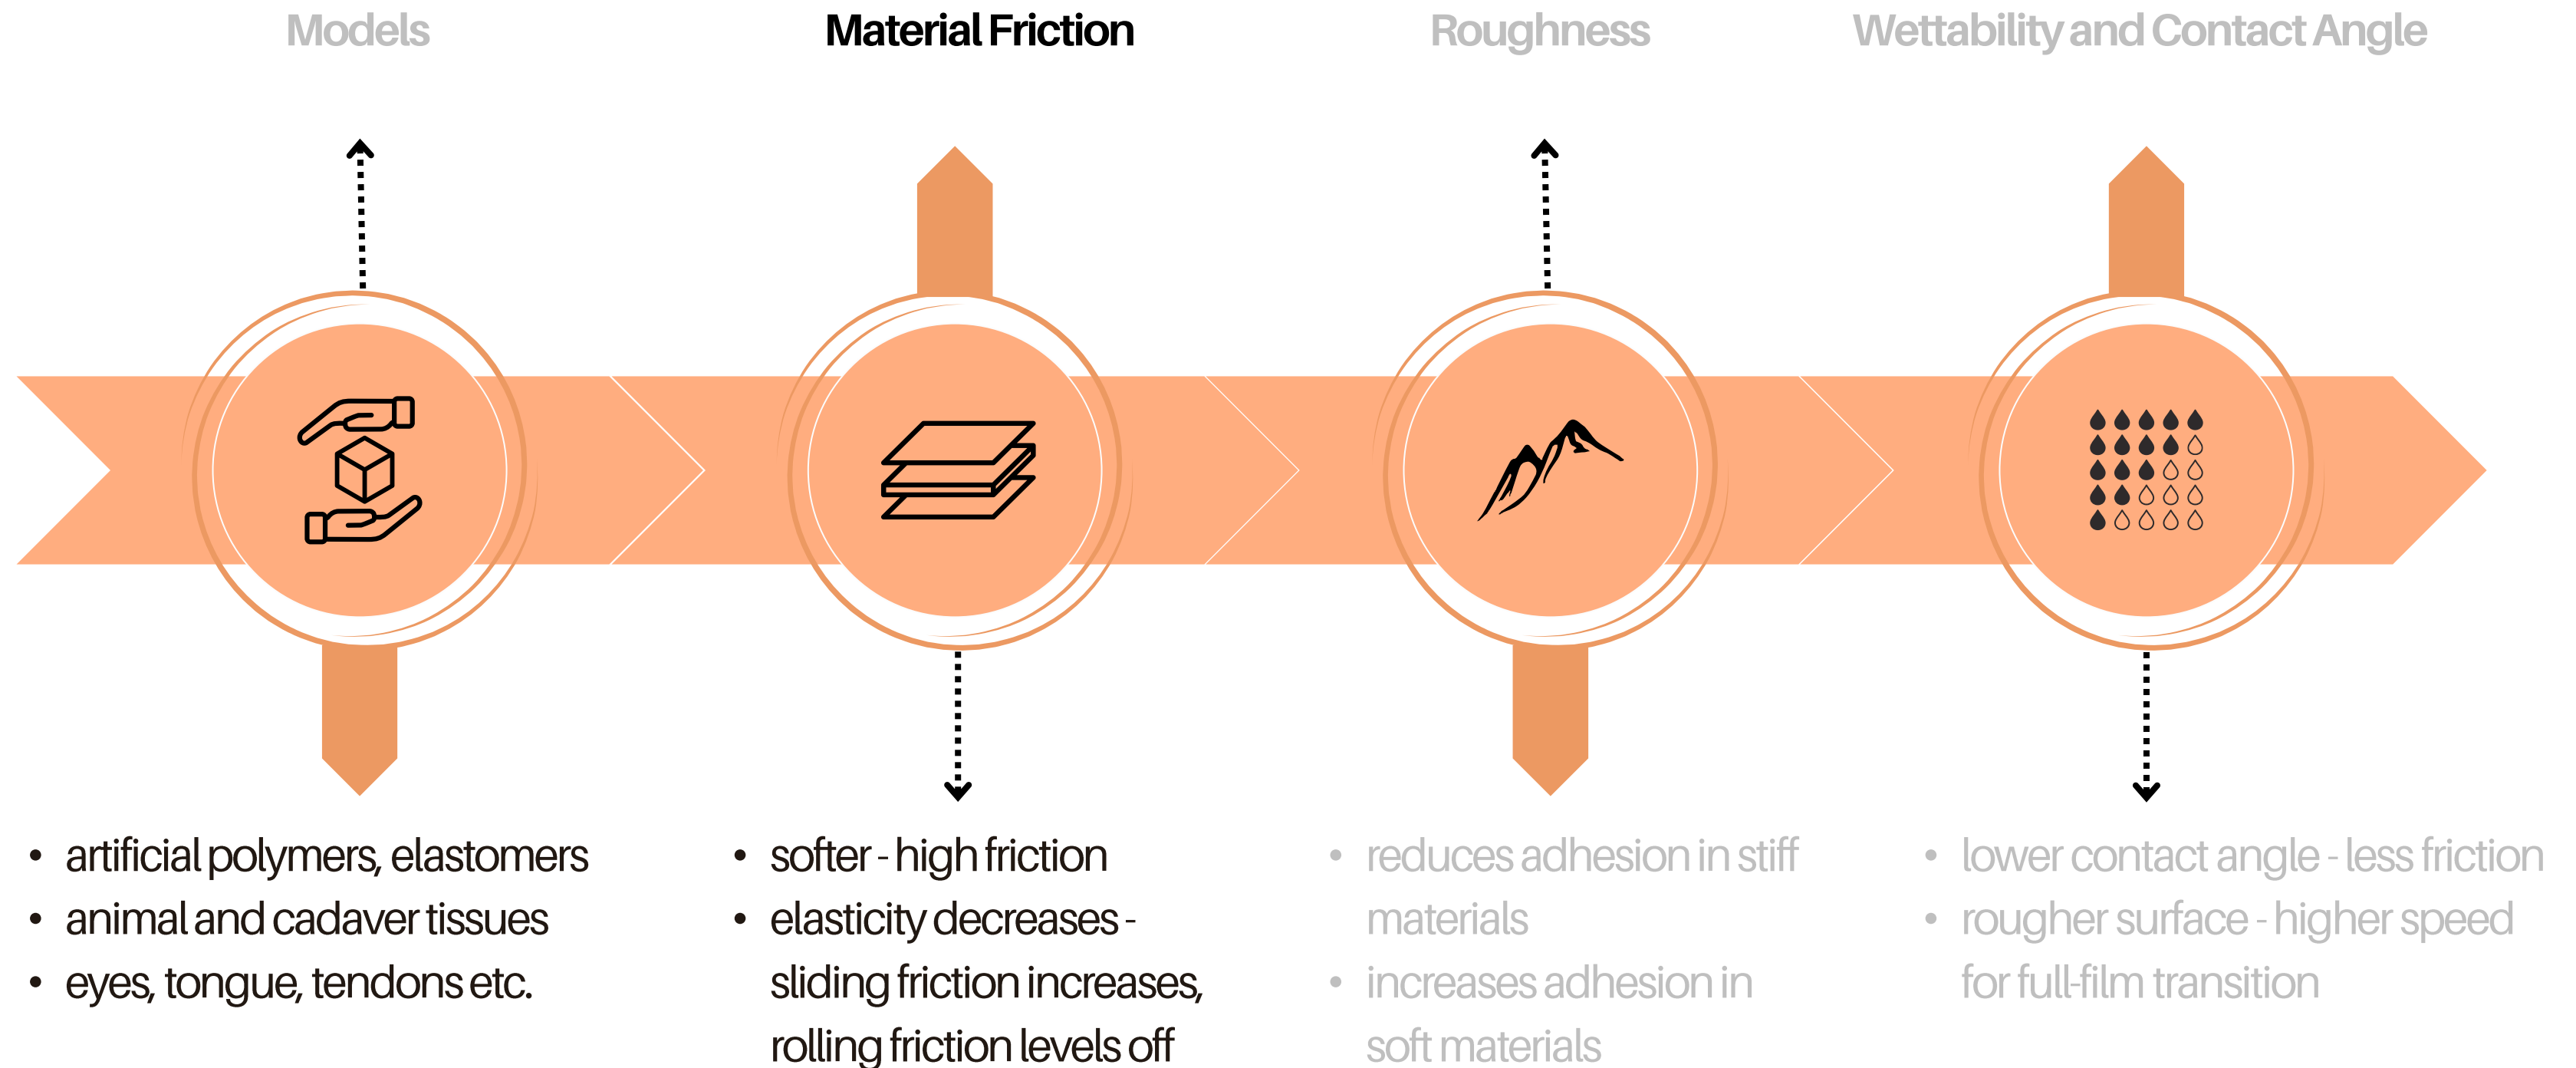 Models
Material Friction
Roughness
Wettability and Contact Angle
• artificial polymers, elastomers
• animal and cadaver tissues
• eyes, tongue, tendons etc.
• softer - high friction
• elasticity decreases -
sliding friction increases,
rolling friction levels off
• reduces adhesion in stiff
materials
• increases adhesion in
soft materials
• lower contact angle - less friction
• rougher surface - higher speed
for full-film transition